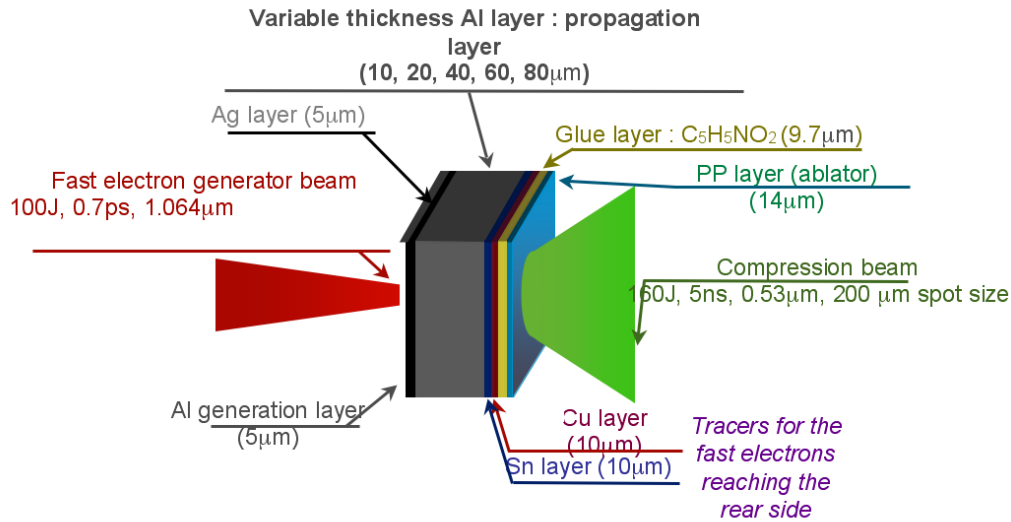 Variable thickness Al layer : propagation
layer
(10, 20, 40, 60, 80μm)
Ag layer (5μm)
Glue layer : C₅H₅NO₂ (9.7μm)
Fast electron generator beam
100J, 0.7ps, 1.064μm
PP layer (ablator)
(14μm)
Compression beam
160J, 5ns, 0.53μm, 200 μm spot size
Al generation layer
(5μm)
Cu layer
(10μm)
Sn layer (10μm)
Tracers for the
fast electrons
reaching the
rear side